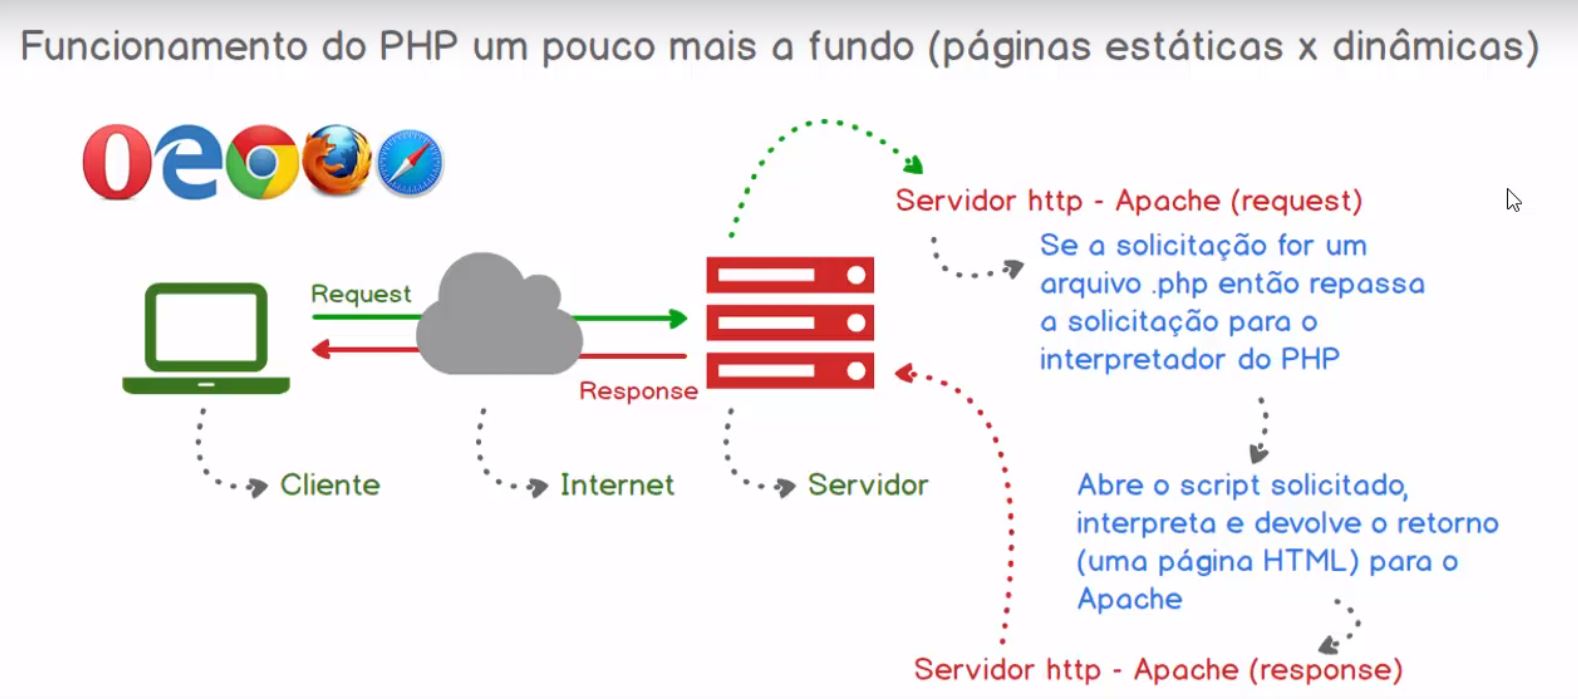 Funcionamento do PHP um pouco mais a fundo (páginas estáticas x dinâmicas)
Servidor http - Apache (request)
Se a solicitação for um
arquivo .php então repassa
a solicitação para o
interpretador do PHP
Request
Response
Cliente
Internet
Servidor
Abre o script solicitado,
interpreta e devolve o retorno
(uma página HTML) para o
Apache
Servidor http - Apache (response)